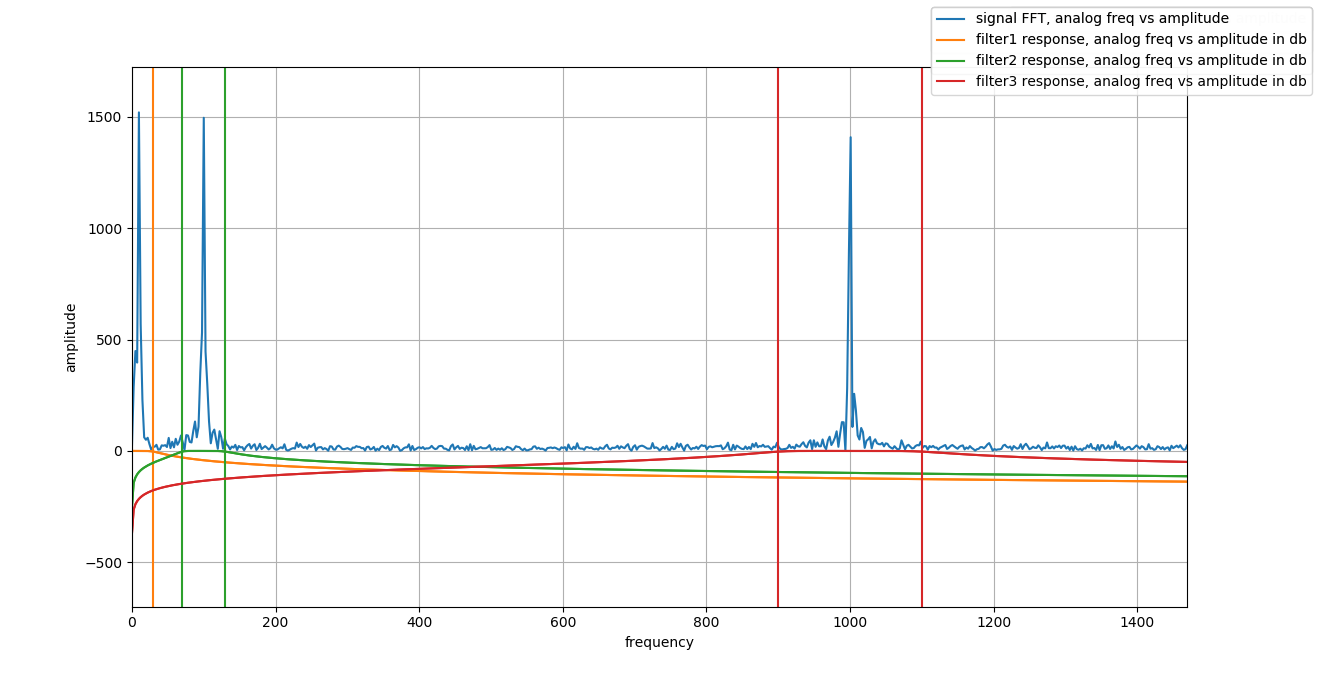 signal FFT, analog freq vs amplitude
filter1 response, analog freq vs amplitude in db
filter2 response, analog freq vs amplitude in db
filter3 response, analog freq vs amplitude in db
1500
1000
500
0
−500
amplitude
0 200 400 600 800 1000 1200 1400
frequency